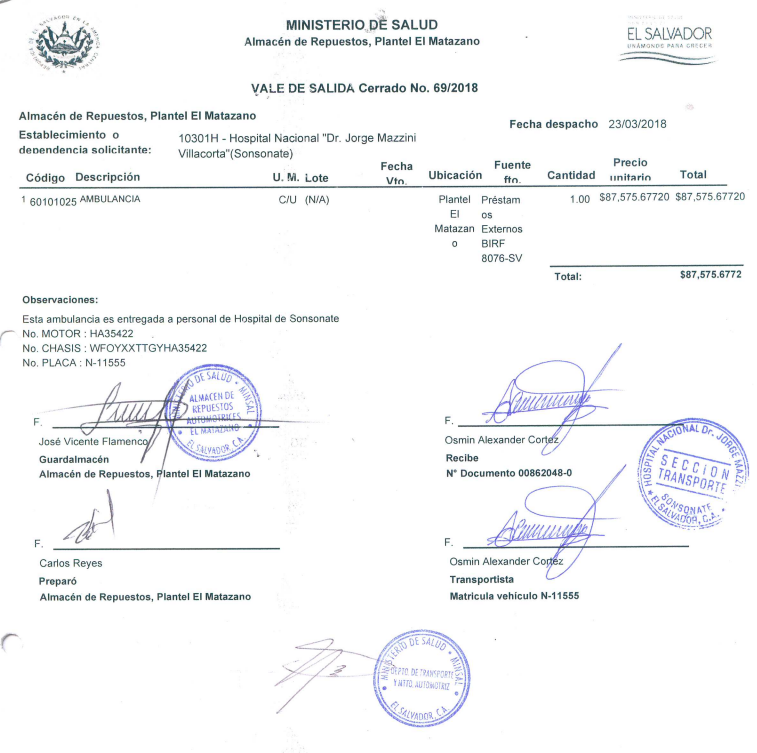 MINISTERIO DE SALUD
Almacén de Repuestos, Plantel El Matazano
EL SALVADOR
UNÁMONOS PARA CRECER
VALE DE SALIDA Cerrado No. 69/2018
Almacén de Repuestos, Plantel El Matazano
Fecha despacho 23/03/2018
Establecimiento o
dependencia solicitante:
10301H - Hospital Nacional "Dr. Jorge Mazzini
Villacorta"(Sonsonate)
Código Descripción U. M. Lote Fecha Vto. Ubicación Fuente fto. Cantidad Precio unitario Total
1 60101025 AMBULANCIA C/U (N/A) Plantel El Matazano Préstamos Externos BIRF 8076-SV 1.00 $87,575.67720 $87,575.67720
Total: $87,575.6772
Observaciones:
Esta ambulancia es entregada a personal de Hospital de Sonsonate
No. MOTOR : HA35422
No. CHASIS : WFOYXXTTGYHA35422
No. PLACA : N-11555
MINISTERIO DE SALUD * MINSAL *
ALMACEN DE
REPUESTOS
AUTOMOTRICES
EL MATAZANO
EL SALVADOR, C.A.
F.
José Vicente Flamenco
Guardalmacén
Almacén de Repuestos, Plantel El Matazano
F.
Osmin Alexander Cortez
Recibe
N° Documento 00862048-0
HOSPITAL NACIONAL Dr. JORGE MAZZI
SECCION
TRANSPORTE
SONSONATE
EL SALVADOR, C.A.
F.
Carlos Reyes
Preparó
Almacén de Repuestos, Plantel El Matazano
F.
Osmin Alexander Cortez
Transportista
Matricula vehículo N-11555
MINISTERIO DE SALUD * MINSAL *
DEPTO. DE TRANSPORTE
Y MTTO. AUTOMOTRIZ
EL SALVADOR, C.A.